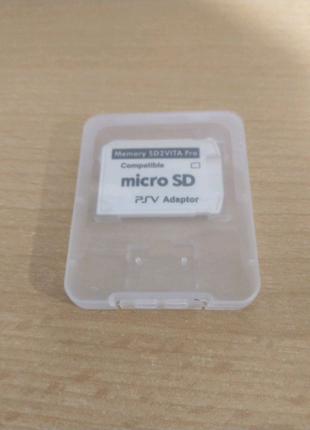 Memory SD2VITA Pro
Compatible
micro SD
PSV Adaptor